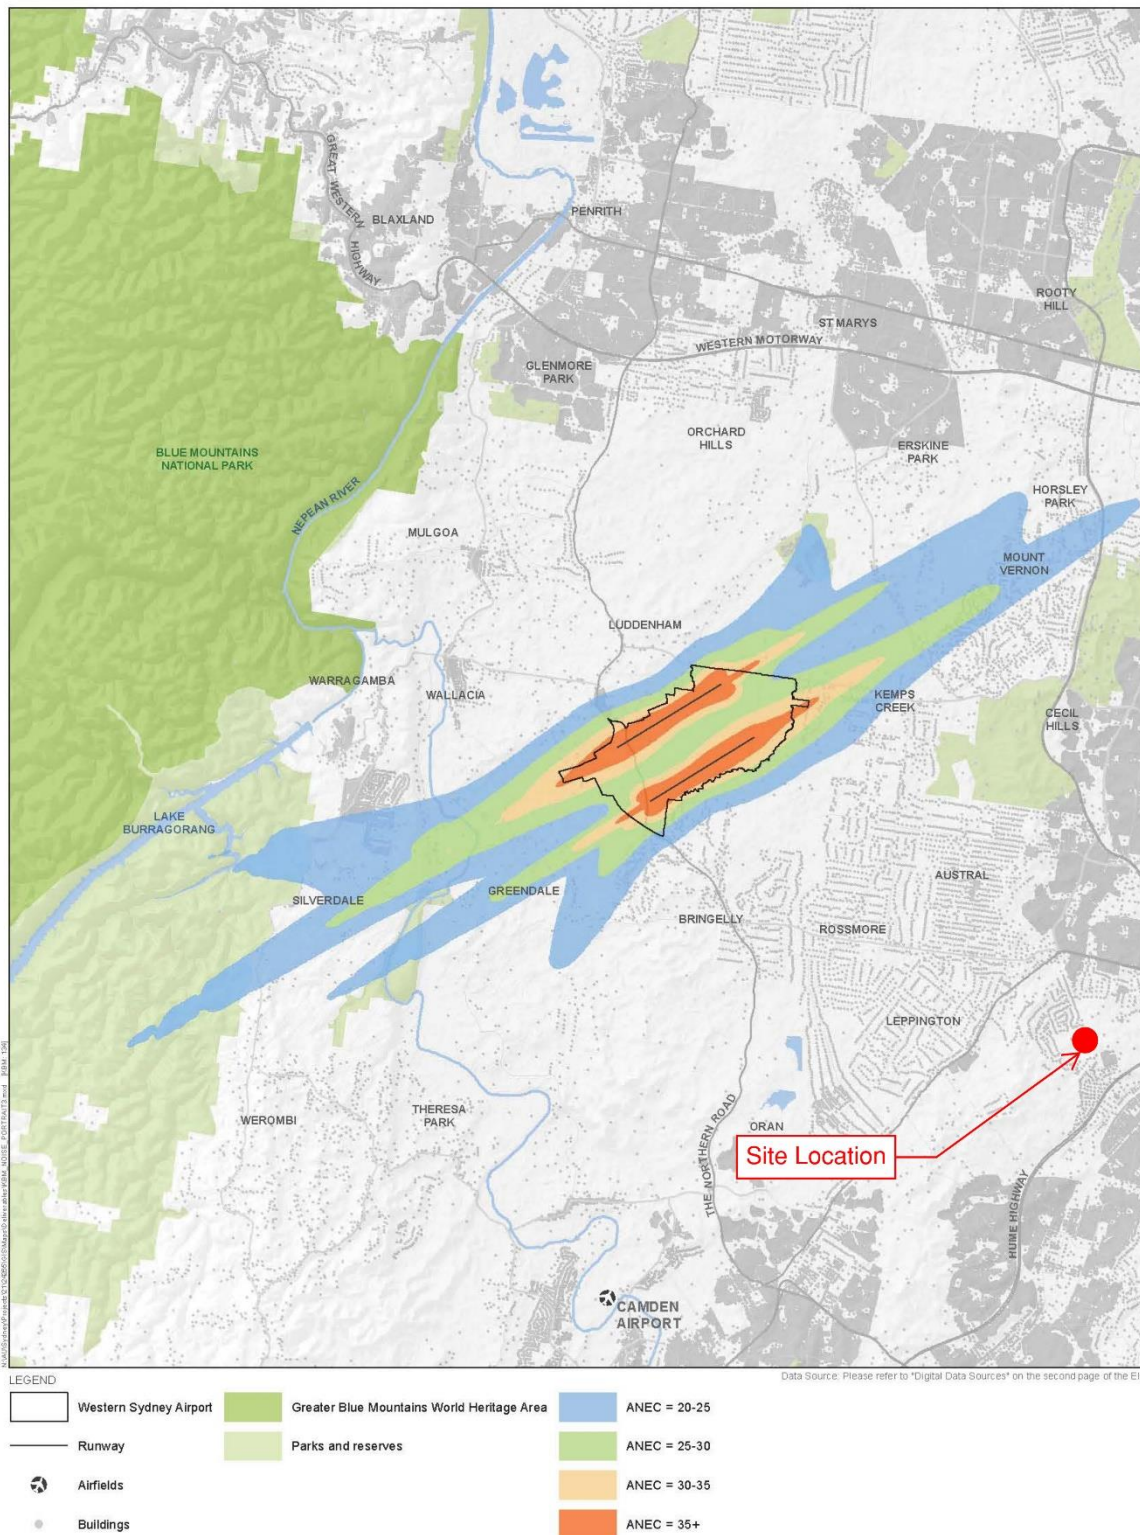 GREAT WESTERN
HIGHWAY
BLAXLAND
PENRITH
ROOTY
HILL
ST MARYS
WESTERN MOTORWAY
GLENMORE
PARK
ORCHARD
HILLS
ERSKINE
PARK
BLUE MOUNTAINS
NATIONAL PARK
NEPEAN RIVER
HORSLEY
PARK
MULGOA
MOUNT
VERNON
LUDDENHAM
WARRAGAMBA
WALLACIA
KEMPS
CREEK
CECIL
HILLS
LAKE
BURRAGORANG
SILVERDALE
GREENDALE
AUSTRAL
BRINGELLY
ROSSMORE
LEPPINGTON
WEROMBI
THERESA
PARK
THE NORTHERN ROAD
ORAN
Site Location
HUME HIGHWAY
CAMDEN
AIRPORT
LEGEND
Data Source: Please refer to "Digital Data Sources" on the second page of the EI
Western Sydney Airport
Greater Blue Mountains World Heritage Area
ANEC = 20-25
Runway
Parks and reserves
ANEC = 25-30
Airfields
ANEC = 30-35
Buildings
ANEC = 35+